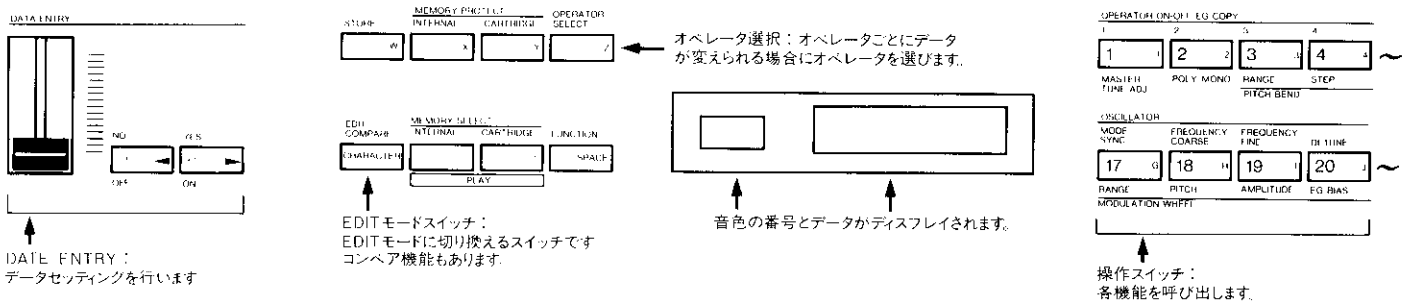 DATA ENTRY
NO YES
OFF ON
DATE ENTRY：
データセッティングを行います
MEMORY PROTECT
STORE INTERNAL CARTRIDGE OPERATOR SELECT
W X Y Z
オペレータ選択：オペレータごとにデータ
が変えられる場合にオペレータを選びます。
MEMORY SELECT
EDIT COMPARE INTERNAL CARTRIDGE FUNCTION
CHARACTER SPACE
PLAY
EDITモードスイッチ：
EDITモードに切り換えるスイッチです
コンペア機能もあります。
音色の番号とデータがディスプレイされます。
OPERATOR ON-OFF EG COPY
1 2 3 4
1 1 2 2 3 3 4 4 ～
MASTER TUNE ADJ POLY MONO RANGE STEP
PITCH BEND
OSCILLATOR
MODE SYNC FREQUENCY COARSE FREQUENCY FINE DETUNE
17 G 18 H 19 I 20 J ～
RANGE PITCH AMPLITUDE EG BIAS
MODULATION WHEEL
操作スイッチ：
各機能を呼び出します。